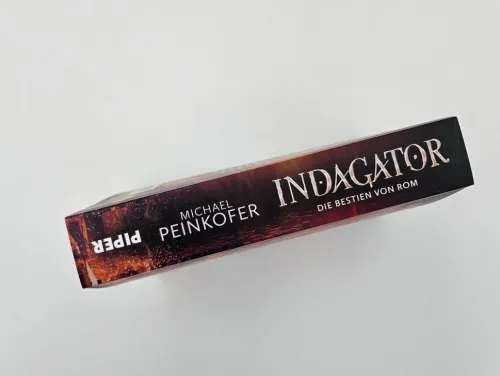 PIPER
MICHAEL
PEINKOFER
INDAGATOR
DIE BESTIEN VON ROM